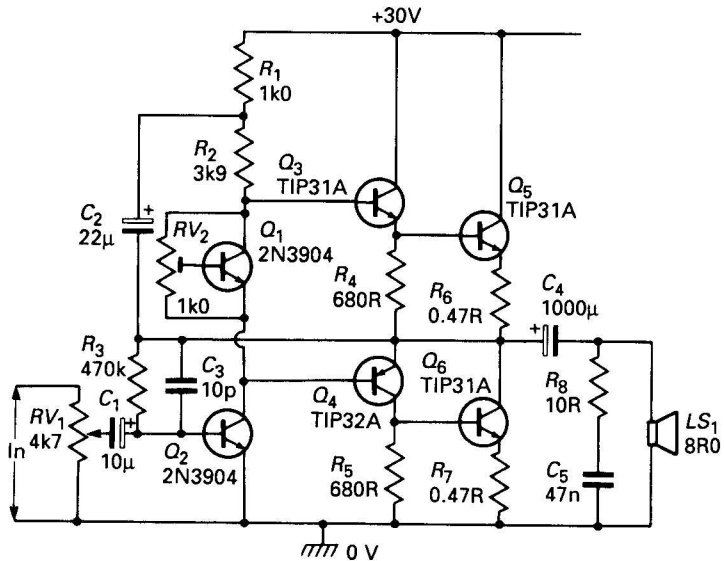 +30V
R1
1k0
R2
3k9
Q3
TIP31A
Q5
TIP31A
C2
22μ
+
RV2
1k0
Q1
2N3904
R4
680R
R6
0.47R
C4
1000μ
+
R3
470k
C3
10p
Q4
TIP32A
Q6
TIP31A
R8
10R
LS1
8R0
In
RV1
4k7
C1
+
10μ
Q2
2N3904
R5
680R
R7
0.47R
C5
47n
0 V